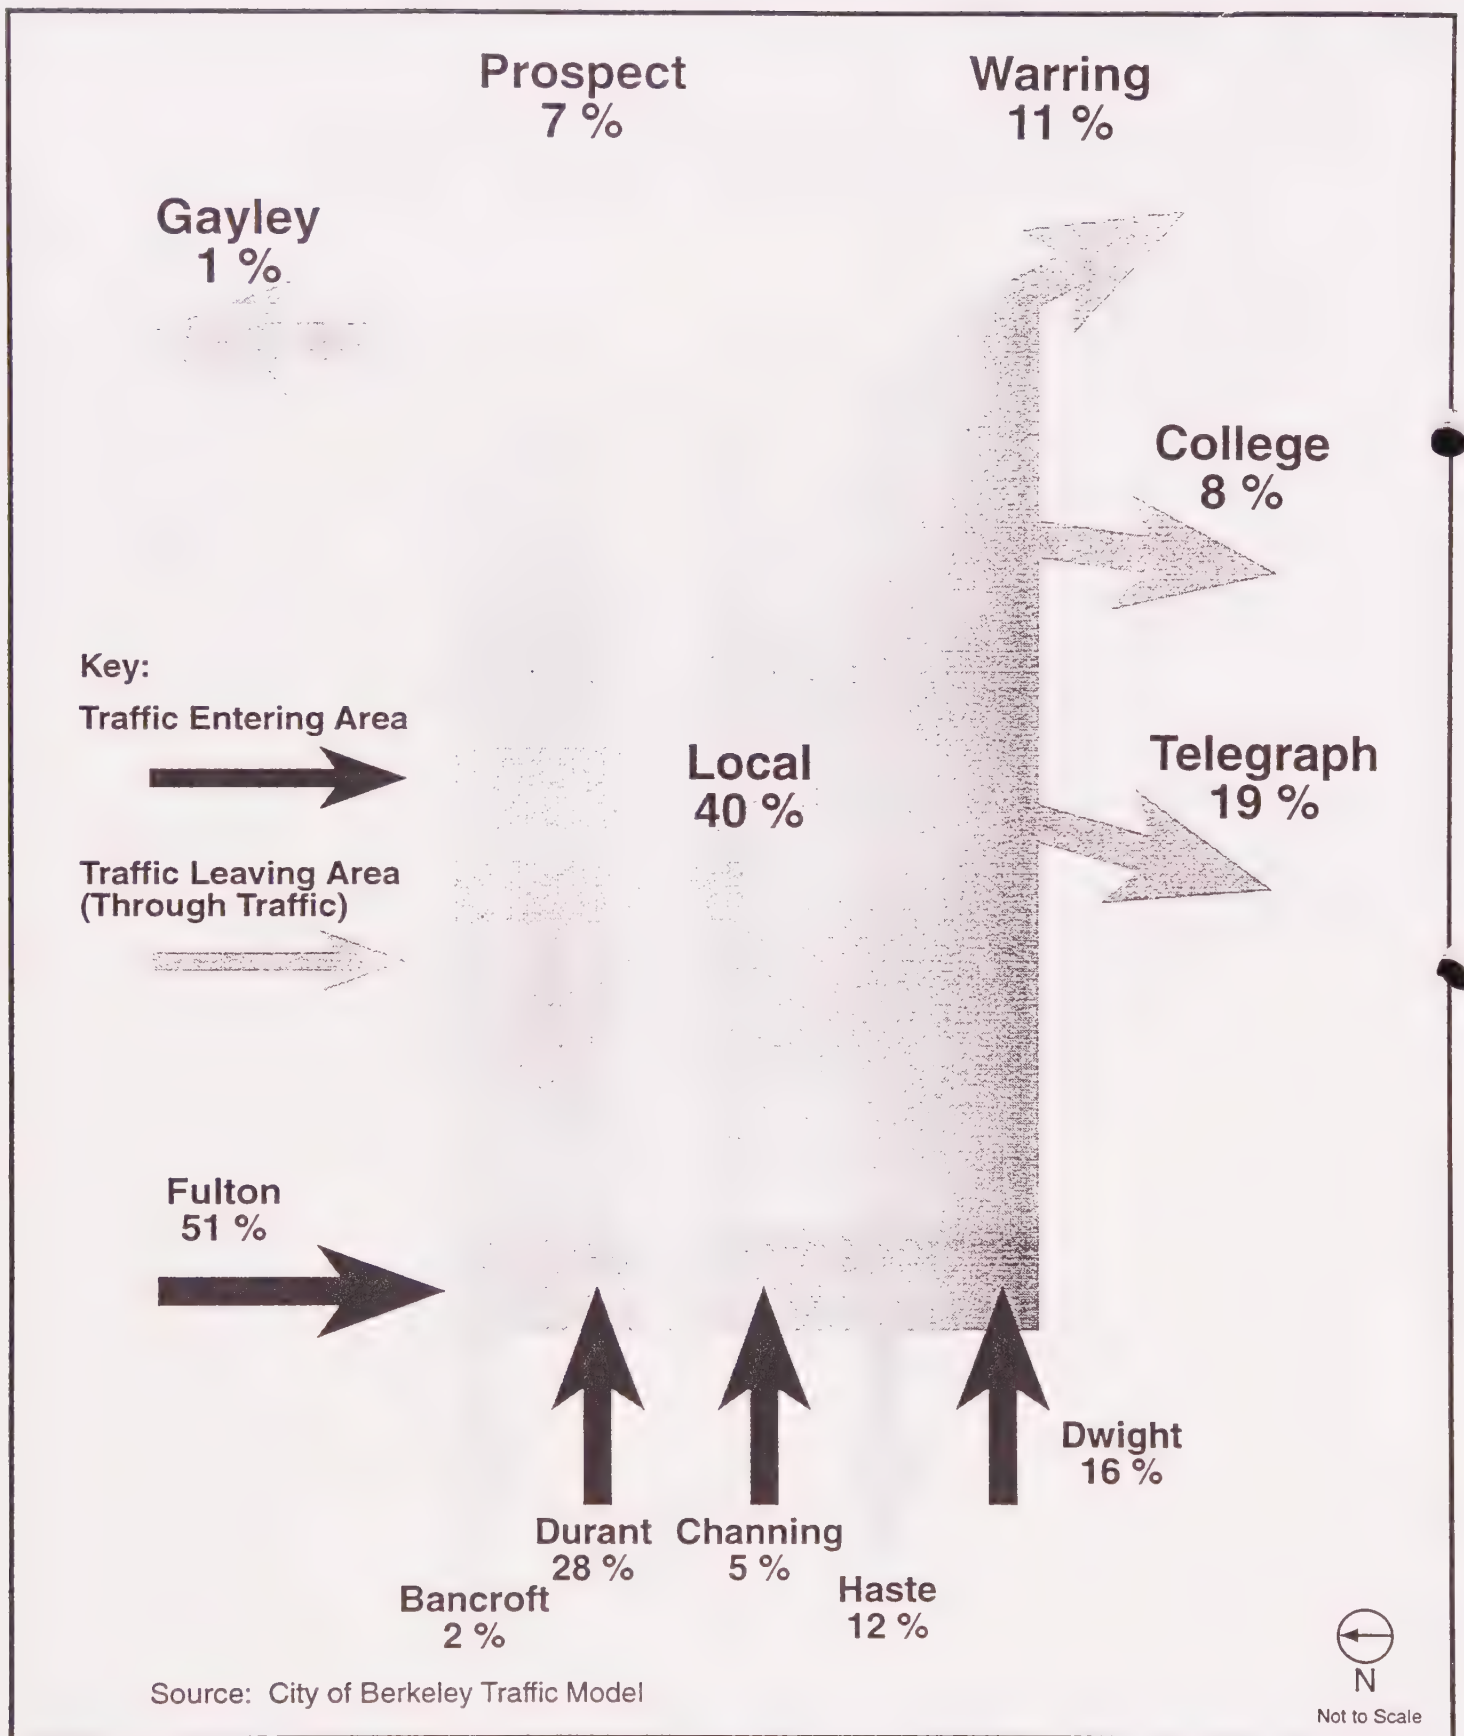 Prospect
7 %
Warring
11 %
Gayley
1 %
College
8 %
Key:
Traffic Entering Area
Local
40 %
Telegraph
19 %
Traffic Leaving Area
(Through Traffic)
Fulton
51 %
Dwight
16 %
Durant
28 %
Channing
5 %
Bancroft
2 %
Haste
12 %
Source: City of Berkeley Traffic Model
N
Not to Scale